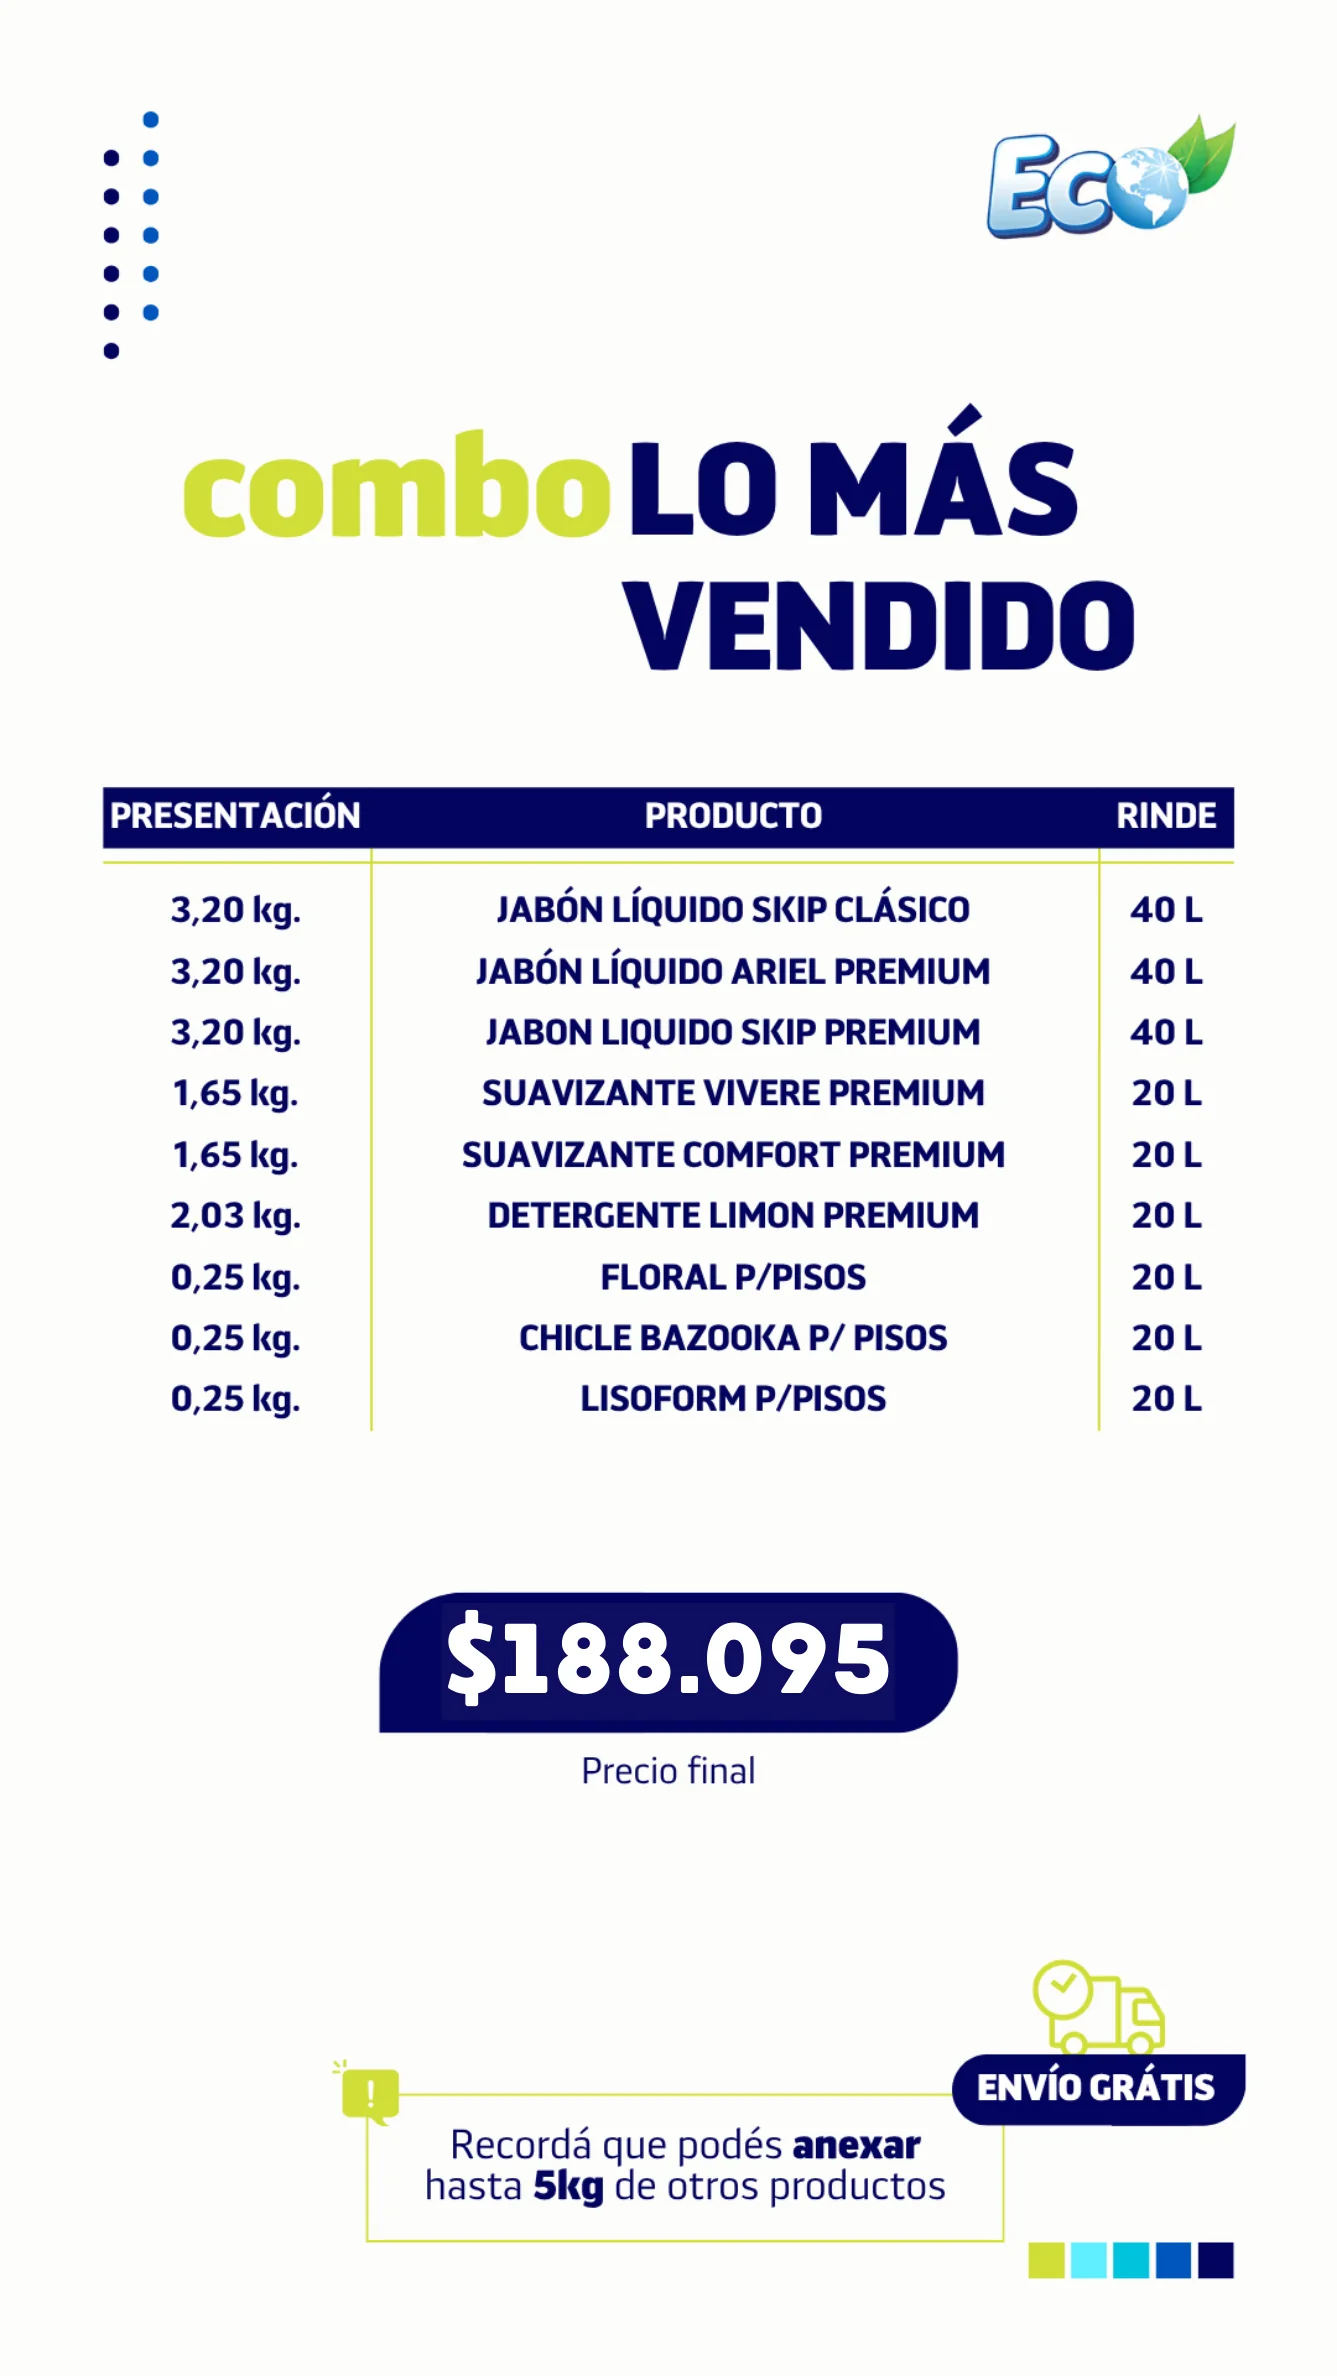 Eco
combo LO MÁS
VENDIDO
PRESENTACIÓN PRODUCTO RINDE
3,20 kg. JABÓN LÍQUIDO SKIP CLÁSICO 40 L
3,20 kg. JABÓN LÍQUIDO ARIEL PREMIUM 40 L
3,20 kg. JABON LIQUIDO SKIP PREMIUM 40 L
1,65 kg. SUAVIZANTE VIVERE PREMIUM 20 L
1,65 kg. SUAVIZANTE COMFORT PREMIUM 20 L
2,03 kg. DETERGENTE LIMON PREMIUM 20 L
0,25 kg. FLORAL P/PISOS 20 L
0,25 kg. CHICLE BAZOOKA P/ PISOS 20 L
0,25 kg. LISOFORM P/PISOS 20 L
$188.095
Precio final
ENVÍO GRÁTIS
!
Recordá que podés anexar
hasta 5kg de otros productos